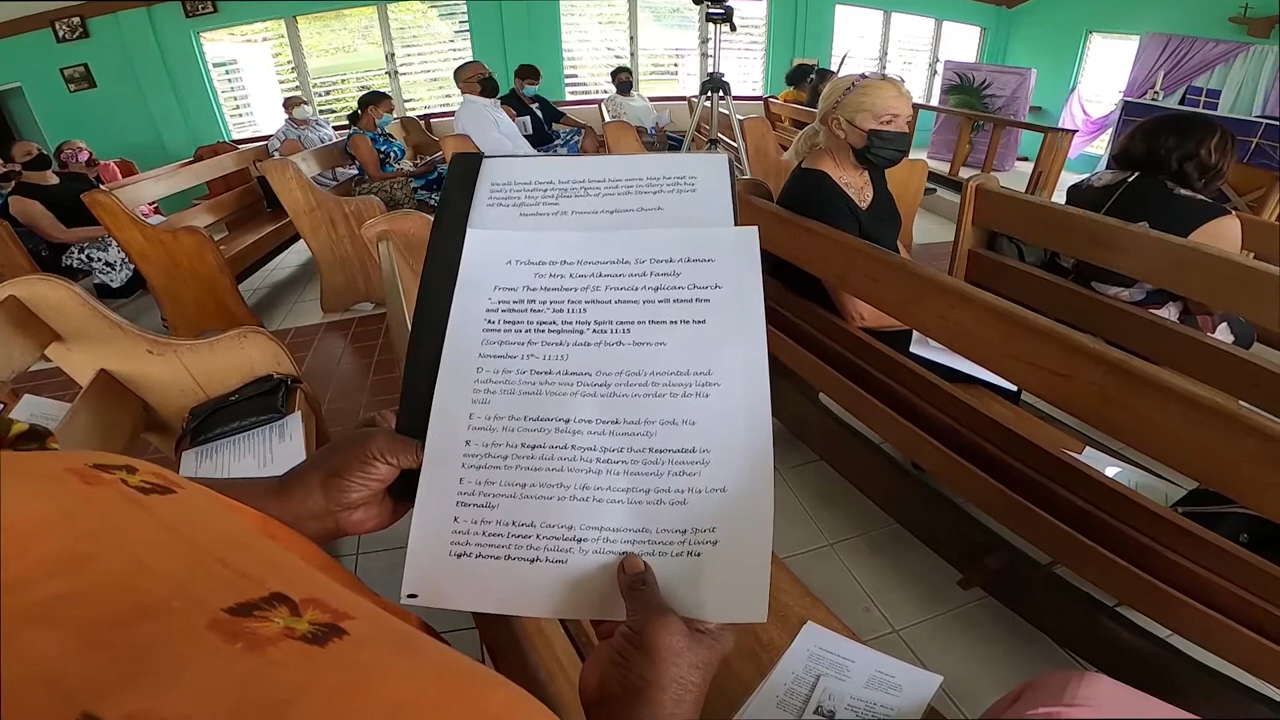 We all loved Derek, but God loved him more. May he rest in
God's Everlasting Arms in Peace, and rise in Glory with his
Ancestors. May God bless each of you with Strength of Spirit
at this difficult time.
Members of St. Francis Anglican Church
A Tribute to the Honourable, Sir Derek Aikman
To: Mrs. Kim Aikman and Family
From: The Members of St. Francis Anglican Church
"...you will lift up your face without shame; you will stand firm
and without fear." Job 11:15
"As I began to speak, the Holy Spirit came on them as He had
come on us at the beginning." Acts 11:15
(Scriptures for Derek's date of birth – born on
November 15th – 11:15)
D – is for Sir Derek Aikman, One of God's Anointed and
Authentic Sons who was Divinely ordered to always listen
to the Still Small Voice of God within in order to do His
Will!
E – is for the Endearing Love Derek had for God, His
Family, His Country Belize, and Humanity!
R – is for his Regal and Royal Spirit that Resonated in
everything Derek did and his Return to God's Heavenly
Kingdom to Praise and Worship His Heavenly Father!
E – is for Living a Worthy Life in Accepting God as His Lord
and Personal Saviour so that he can live with God
Eternally!
K – is for His Kind, Caring, Compassionate, Loving Spirit
and a Keen Inner Knowledge of the importance of Living
each moment to the fullest, by allowing God to Let His
Light shone through him!